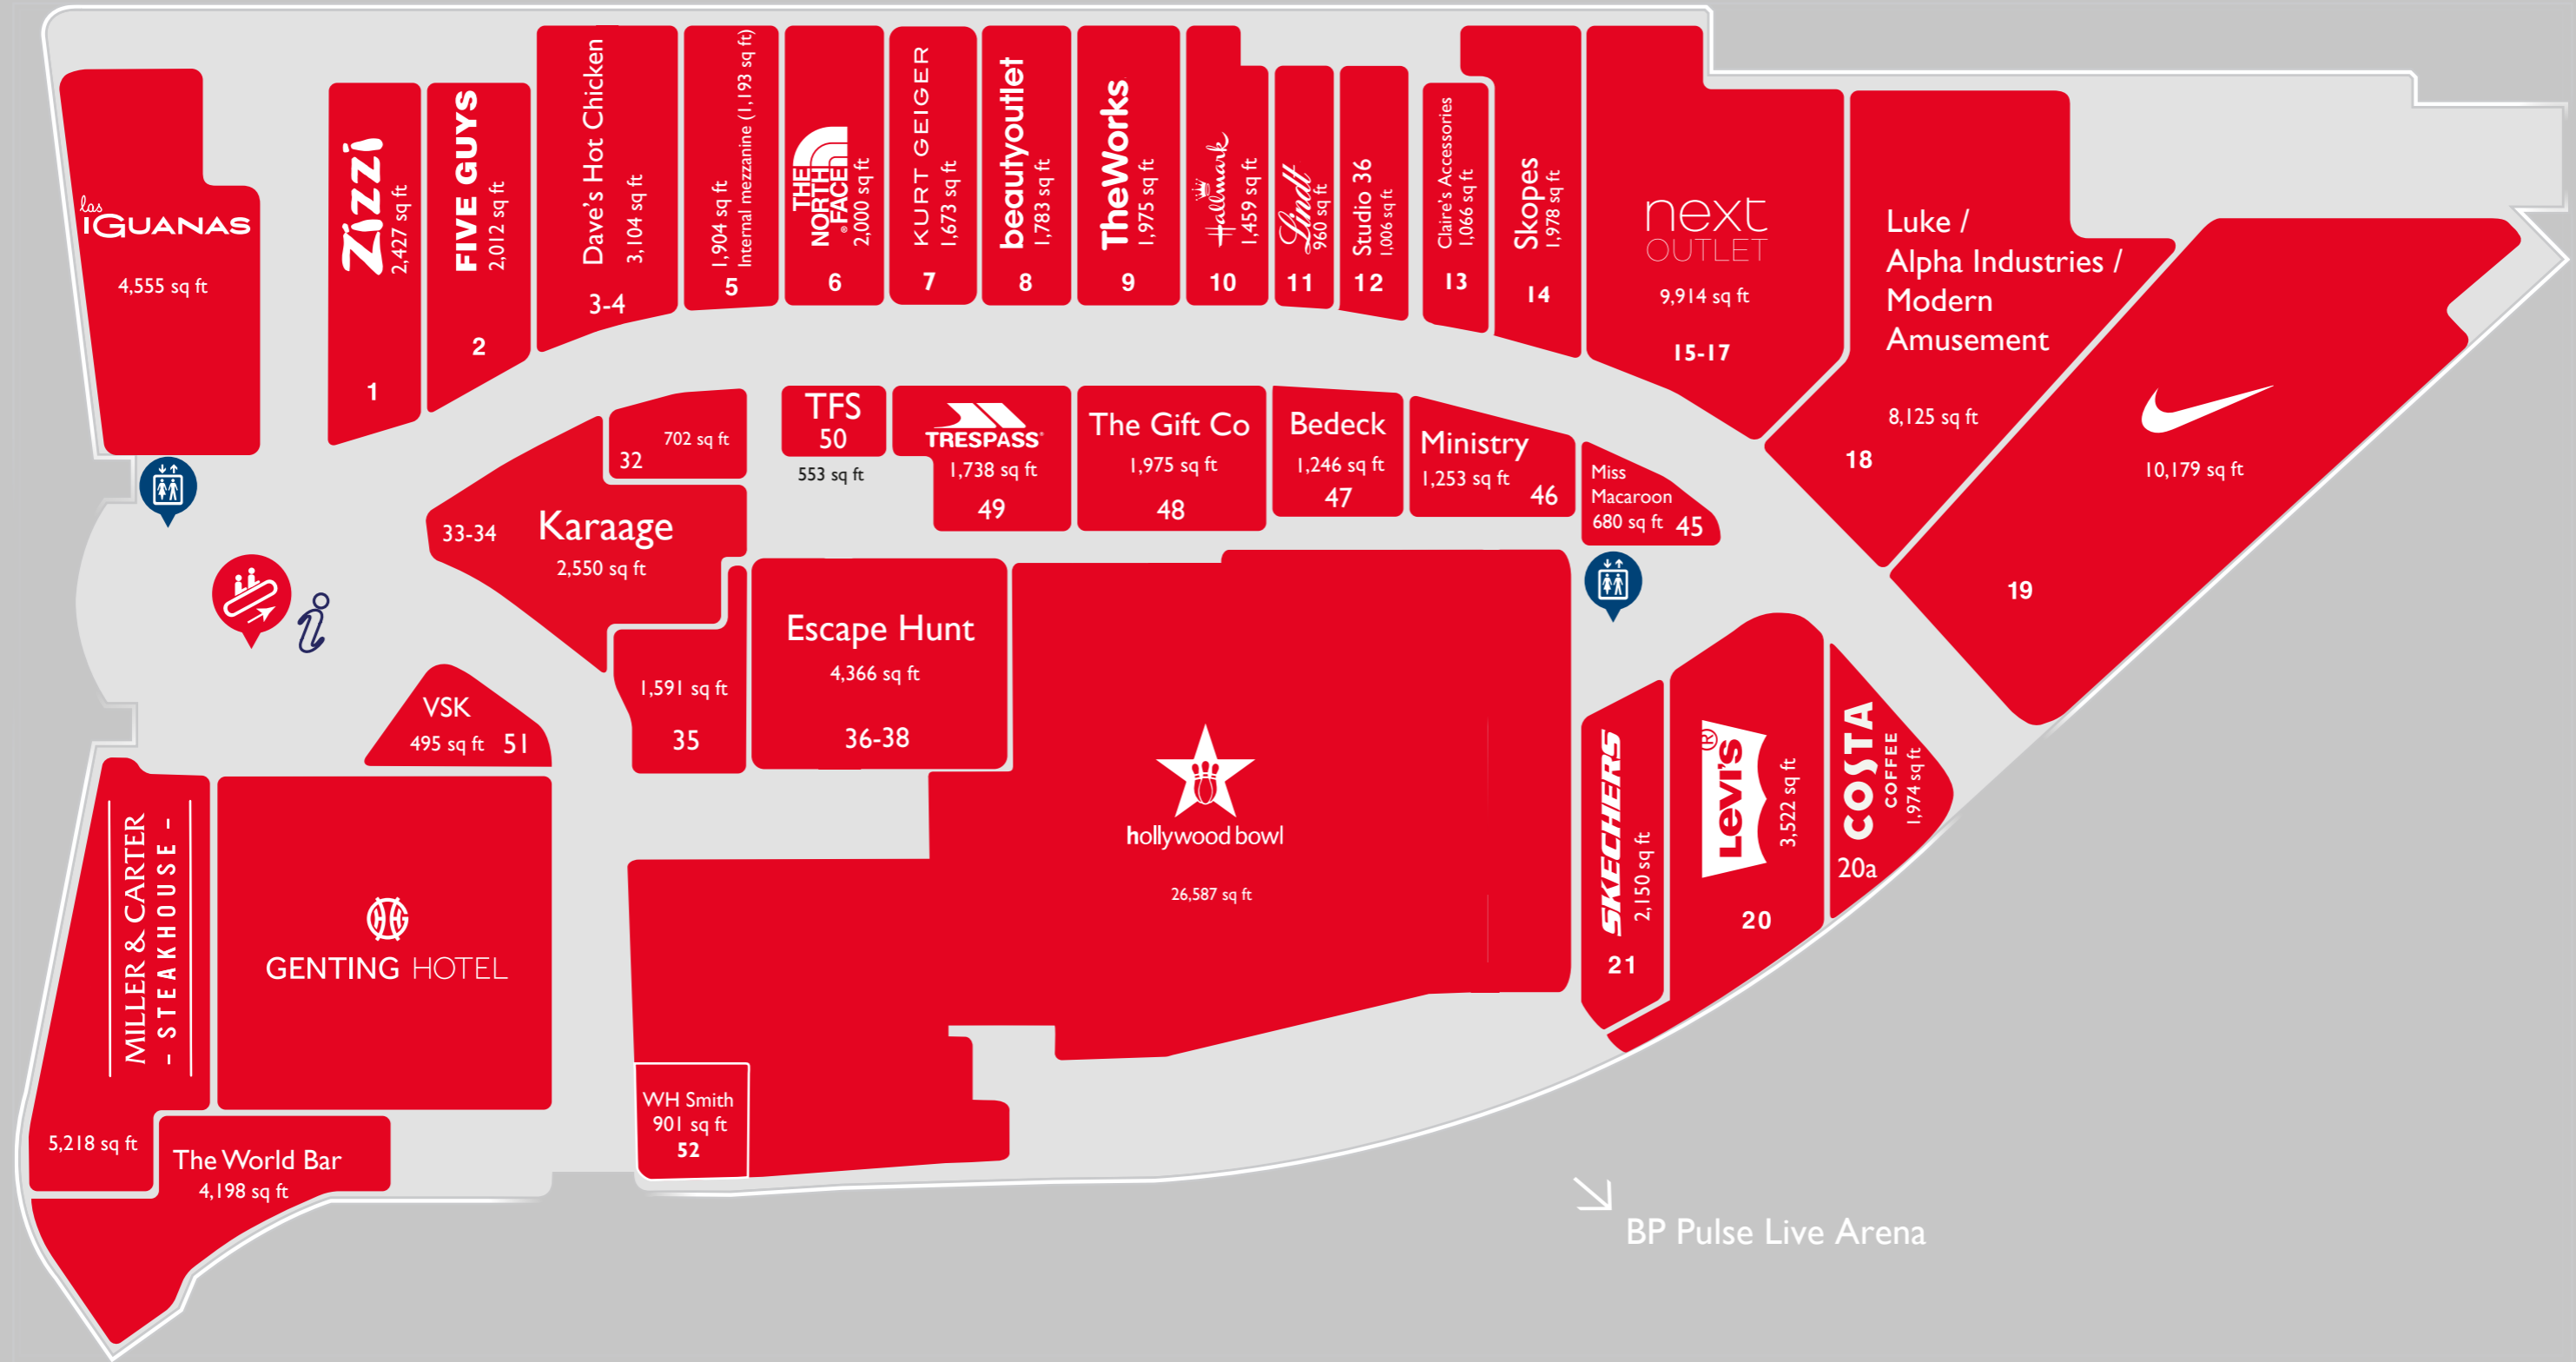 las
IGUANAS
4,555 sq ft
Zizzi
2,427 sq ft
1
FIVE GUYS
2,012 sq ft
2
Dave's Hot Chicken
3,104 sq ft
3-4
1,904 sq ft
Internal mezzanine (1,193 sq ft)
5
THE
NORTH
FACE®
2,000 sq ft
6
KURT GEIGER
1,673 sq ft
7
beautyoutlet
1,783 sq ft
8
TheWorks
1,975 sq ft
9
Hallmark
1,459 sq ft
10
Lindt
960 sq ft
11
Studio 36
1,006 sq ft
12
Claire's Accessories
1,066 sq ft
13
Skopes
1,978 sq ft
14
next
OUTLET
9,914 sq ft
15-17
Luke /
Alpha Industries /
Modern
Amusement
8,125 sq ft
18
10,179 sq ft
19
32
702 sq ft
33-34
Karaage
2,550 sq ft
TFS
50
553 sq ft
TRESPASS®
1,738 sq ft
49
The Gift Co
1,975 sq ft
48
Bedeck
1,246 sq ft
47
Ministry
1,253 sq ft
46
Miss
Macaroon
680 sq ft 45
i
VSK
495 sq ft 51
1,591 sq ft
35
Escape Hunt
4,366 sq ft
36-38
hollywood bowl
26,587 sq ft
SKECHERS
2,150 sq ft
21
LEVI'S®
3,522 sq ft
20
COSTA
COFFEE
1,974 sq ft
20a
MILLER & CARTER
- STEAKHOUSE -
5,218 sq ft
GENTING HOTEL
The World Bar
4,198 sq ft
WH Smith
901 sq ft
52
BP Pulse Live Arena